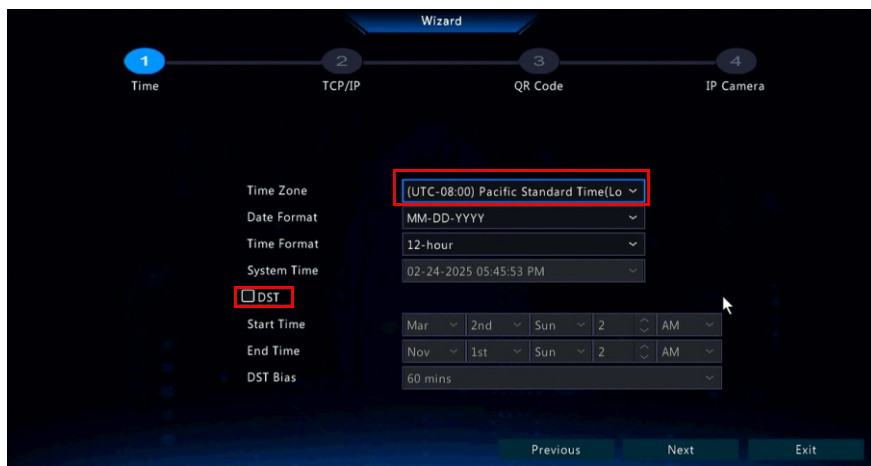 Wizard
1 2 3 4
Time TCP/IP QR Code IP Camera
Time Zone (UTC-08:00) Pacific Standard Time(Lo
Date Format MM-DD-YYYY
Time Format 12-hour
System Time 02-24-2025 05:45:53 PM
DST
Start Time Mar 2nd Sun 2 AM
End Time Nov 1st Sun 2 AM
DST Bias 60 mins
Previous Next Exit